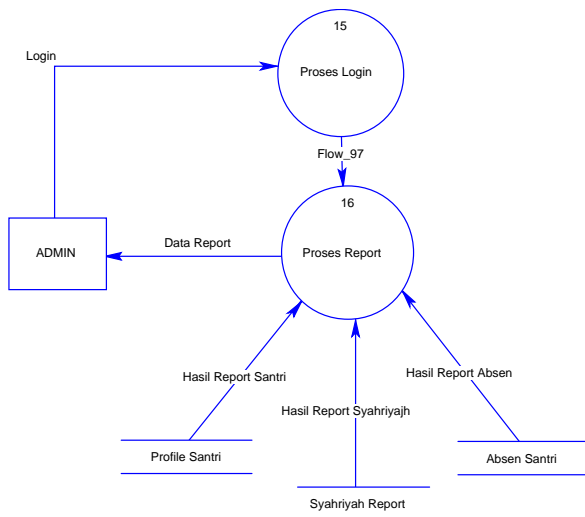 15
Login
Proses Login
Flow_97
16
Data Report
ADMIN
Proses Report
Hasil Report Santri
Hasil Report Absen
Hasil Report Syahriyajh
Profile Santri
Absen Santri
Syahriyah Report